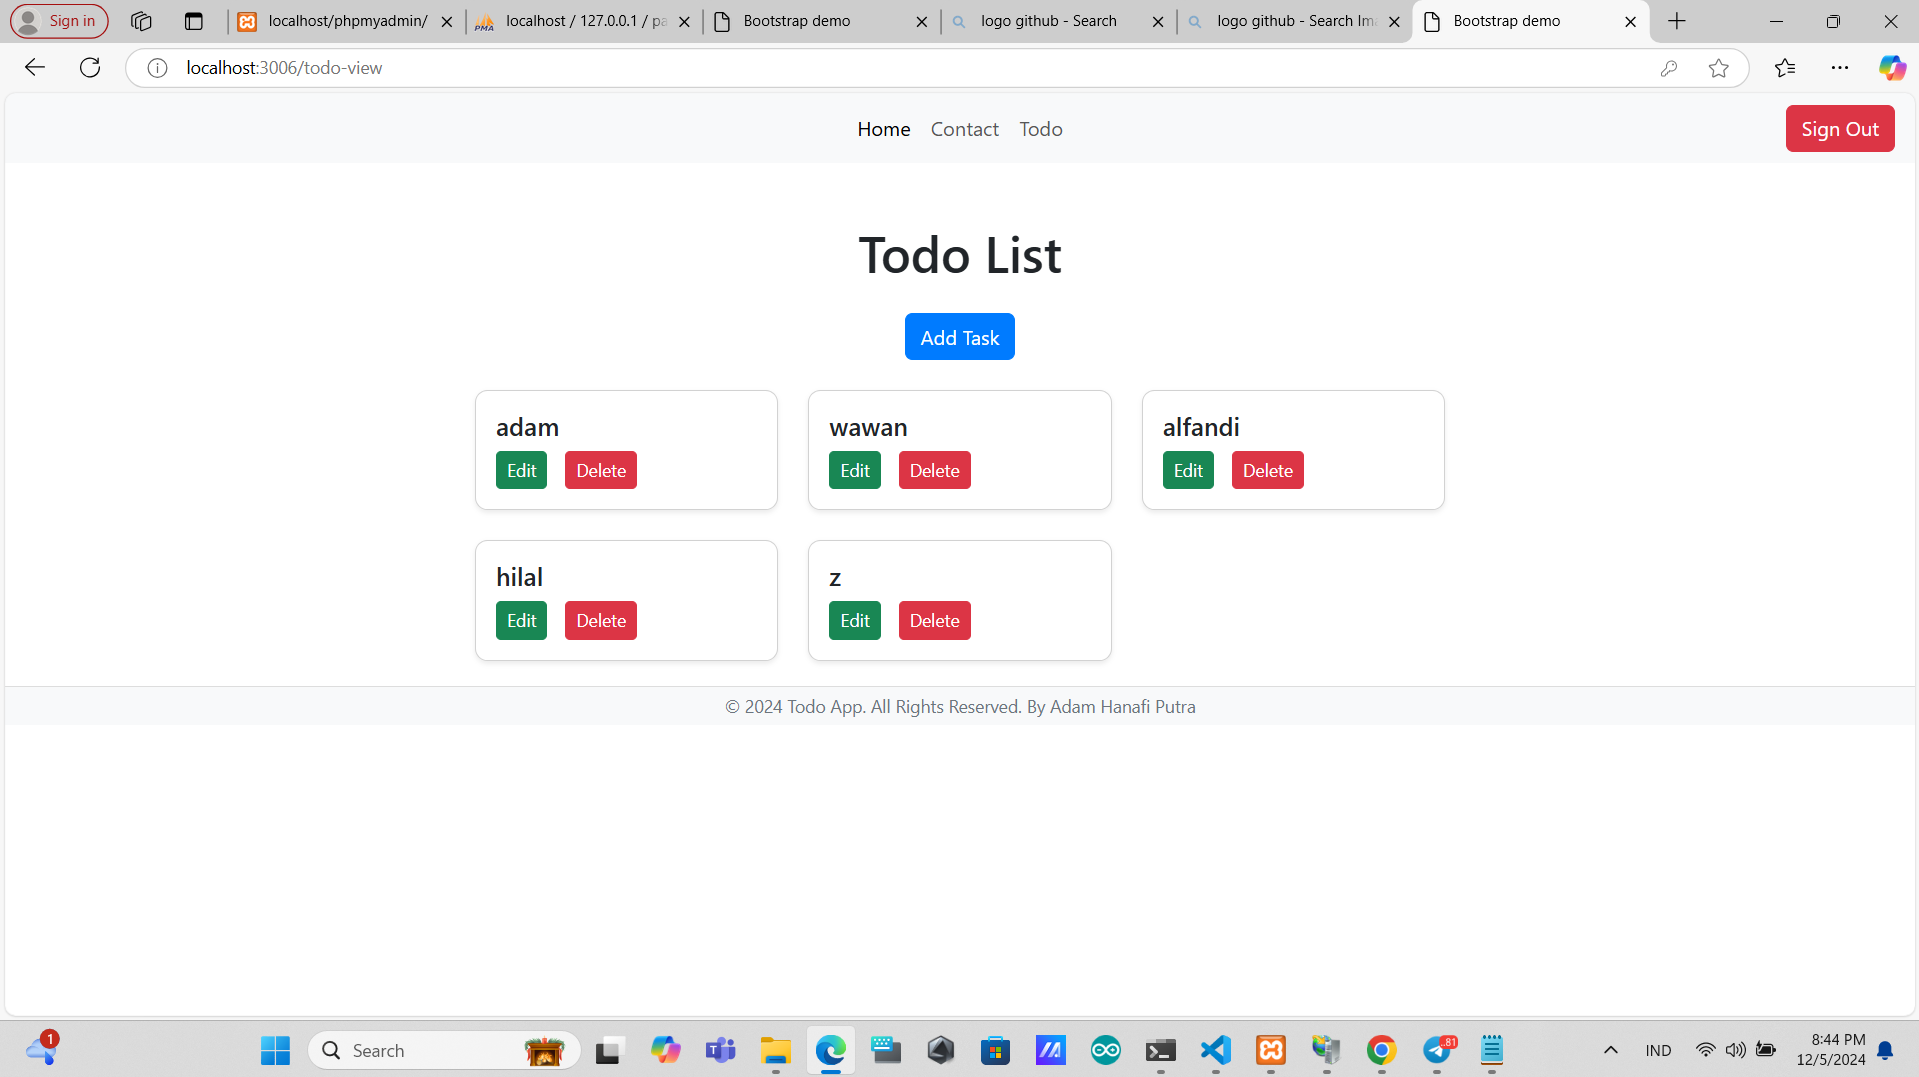 Sign in
localhost/phpmyadmin/
localhost / 127.0.0.1 / pa
Bootstrap demo
logo github - Search
logo github - Search Ima
Bootstrap demo
localhost:3006/todo-view
Home Contact Todo
Sign Out
Todo List
Add Task
adam
Edit Delete
wawan
Edit Delete
alfandi
Edit Delete
hilal
Edit Delete
z
Edit Delete
© 2024 Todo App. All Rights Reserved. By Adam Hanafi Putra
1
Search
81
IND
8:44 PM
12/5/2024